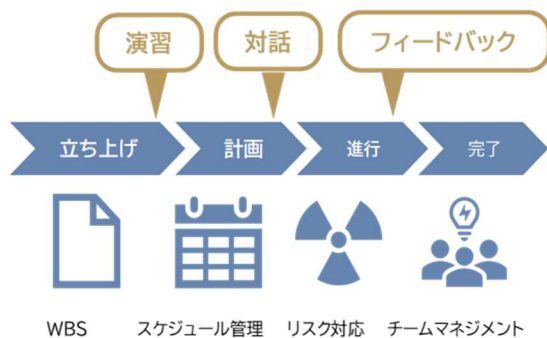 演習
対話
フィードバック
立ち上げ
計画
進行
完了
WBS
スケジュール管理
リスク対応
チームマネジメント